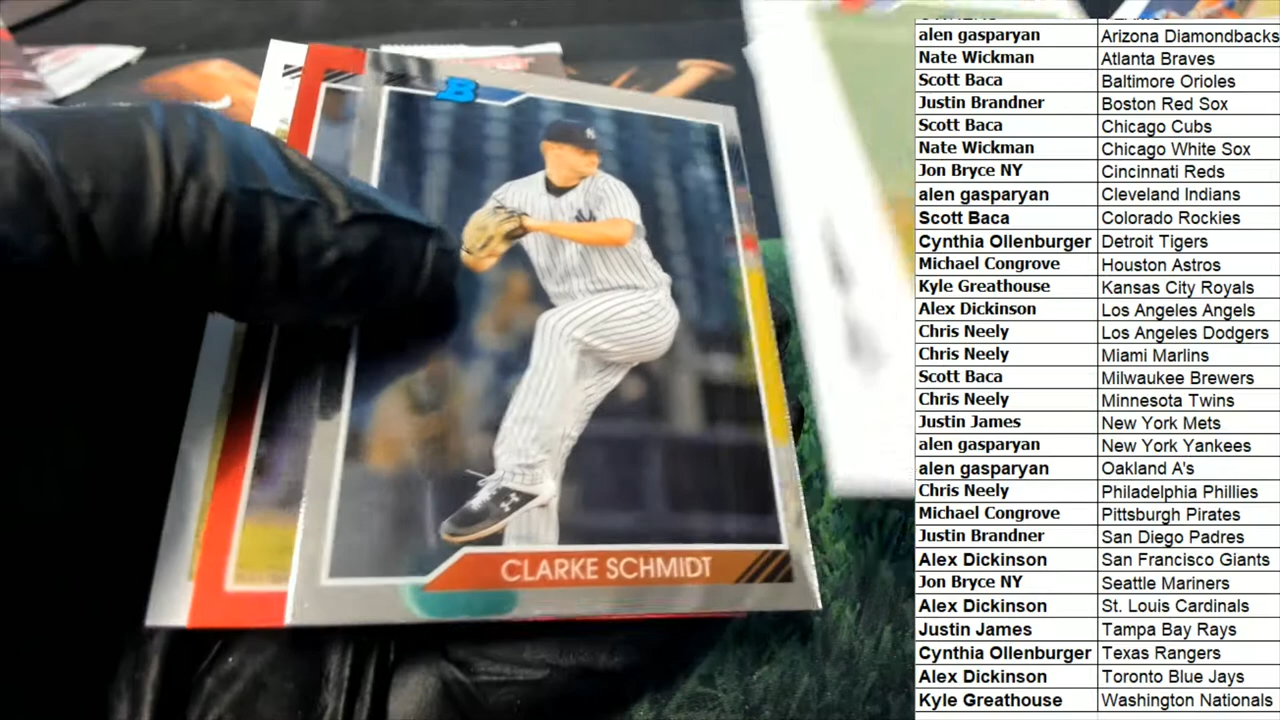 B
NY
CLARKE SCHMIDT
alen gasparyan Arizona Diamondbacks
Nate Wickman Atlanta Braves
Scott Baca Baltimore Orioles
Justin Brandner Boston Red Sox
Scott Baca Chicago Cubs
Nate Wickman Chicago White Sox
Jon Bryce NY Cincinnati Reds
alen gasparyan Cleveland Indians
Scott Baca Colorado Rockies
Cynthia Ollenburger Detroit Tigers
Michael Congrove Houston Astros
Kyle Greathouse Kansas City Royals
Alex Dickinson Los Angeles Angels
Chris Neely Los Angeles Dodgers
Chris Neely Miami Marlins
Scott Baca Milwaukee Brewers
Chris Neely Minnesota Twins
Justin James New York Mets
alen gasparyan New York Yankees
alen gasparyan Oakland A's
Chris Neely Philadelphia Phillies
Michael Congrove Pittsburgh Pirates
Justin Brandner San Diego Padres
Alex Dickinson San Francisco Giants
Jon Bryce NY Seattle Mariners
Alex Dickinson St. Louis Cardinals
Justin James Tampa Bay Rays
Cynthia Ollenburger Texas Rangers
Alex Dickinson Toronto Blue Jays
Kyle Greathouse Washington Nationals